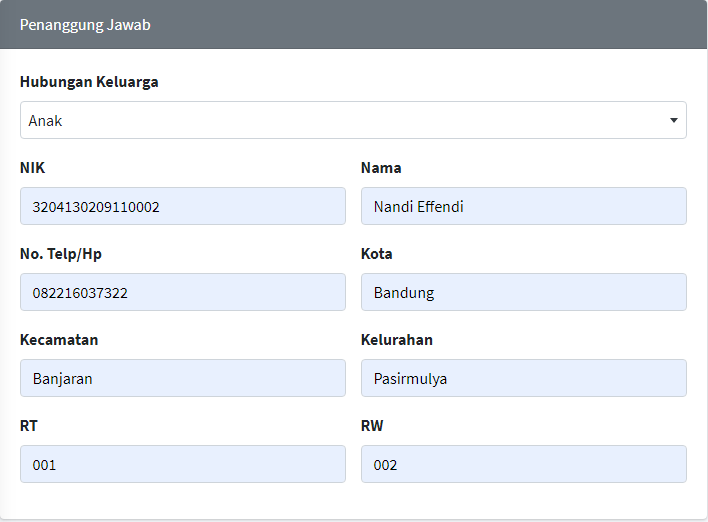 Penanggung Jawab
Hubungan Keluarga
Anak
NIK Nama
3204130209110002 Nandi Effendi
No. Telp/Hp Kota
082216037322 Bandung
Kecamatan Kelurahan
Banjaran Pasirmulya
RT RW
001 002